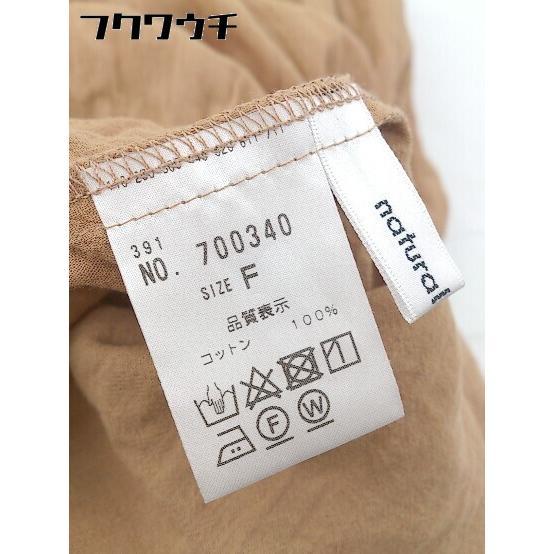 フクワウチ
391
NO. 700340
SIZE F
品質表示
コットン 100%
F W
natura